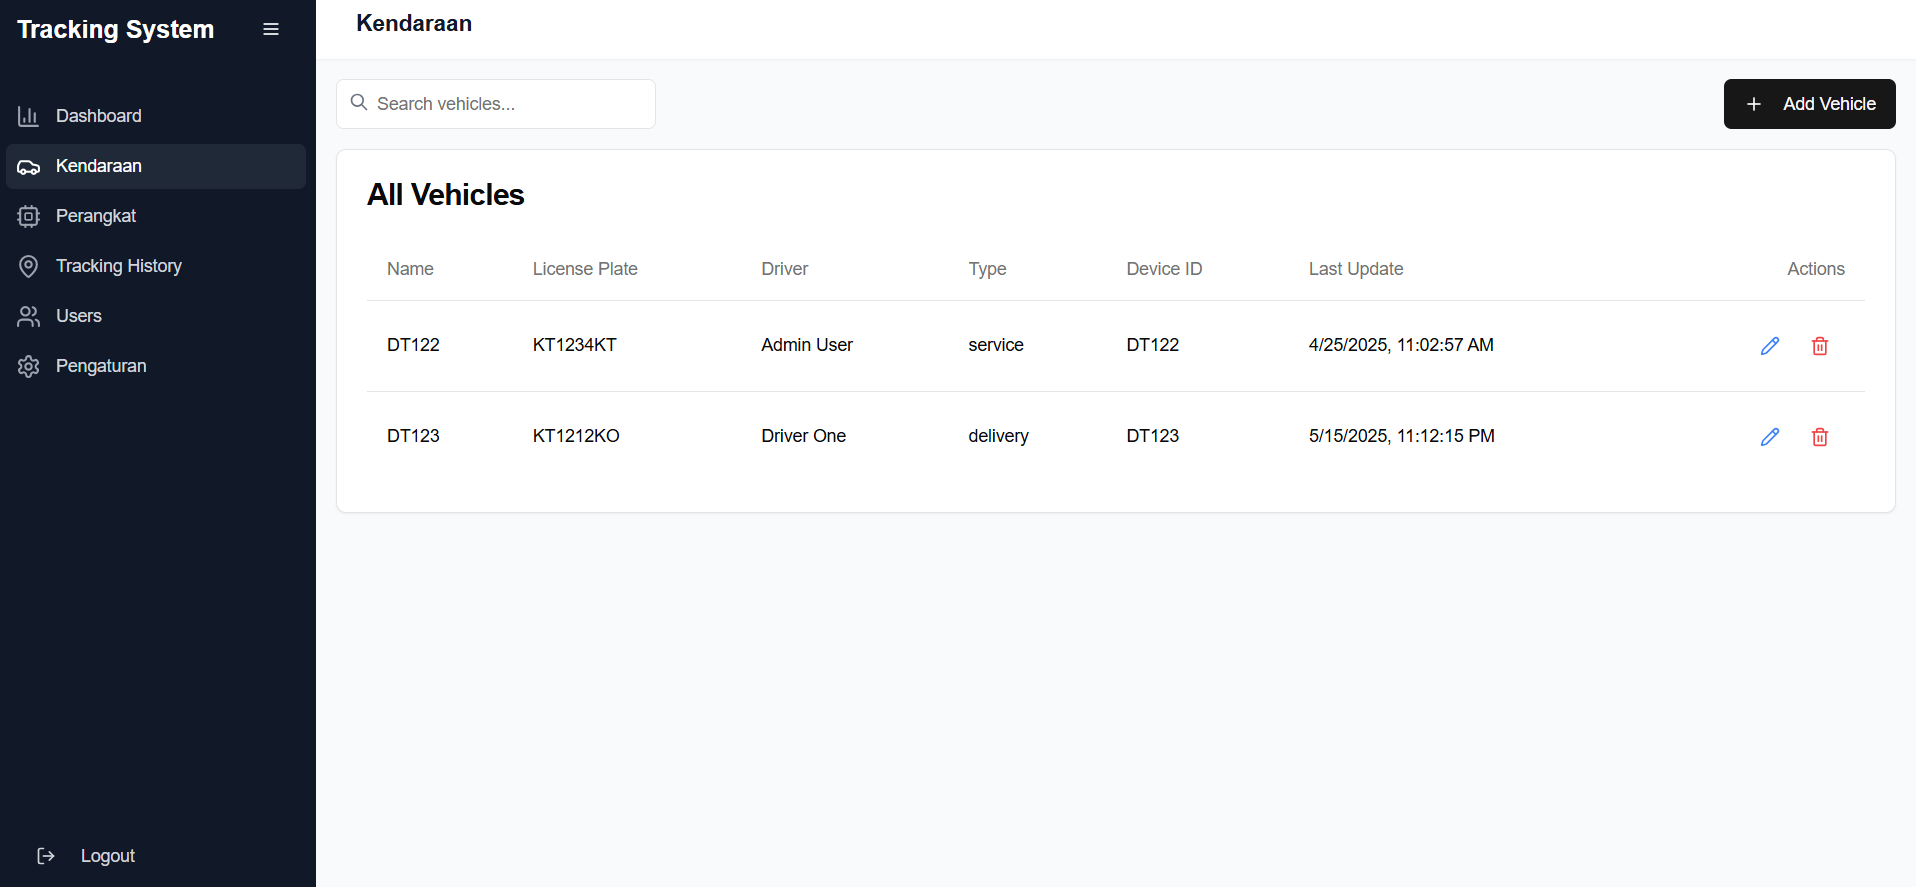 Tracking System
Dashboard
Kendaraan
Perangkat
Tracking History
Users
Pengaturan
Logout
Kendaraan
Search vehicles...
Add Vehicle
All Vehicles
Name License Plate Driver Type Device ID Last Update Actions
DT122 KT1234KT Admin User service DT122 4/25/2025, 11:02:57 AM
DT123 KT1212KO Driver One delivery DT123 5/15/2025, 11:12:15 PM